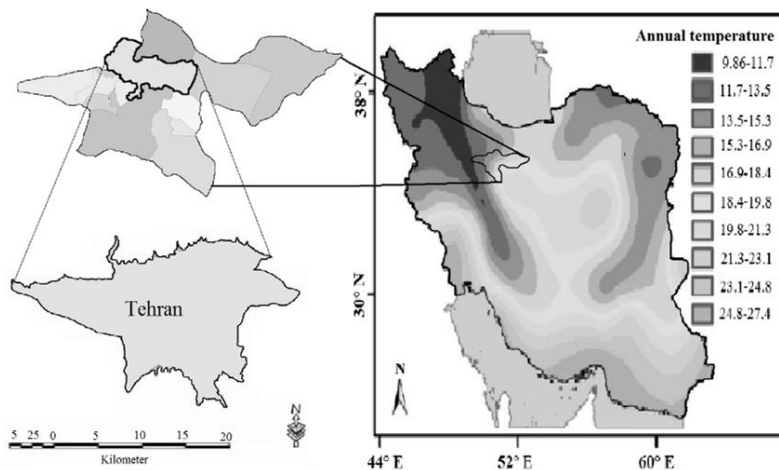 Annual temperature
9.86-11.7
11.7-13.5
13.5-15.3
15.3-16.9
16.9-18.4
18.4-19.8
19.8-21.3
21.3-23.1
23.1-24.8
24.8-27.4
38° N
30° N
N
44° E
52° E
60° E
Tehran
5 25 0 5 10 15 20
Kilometer
N